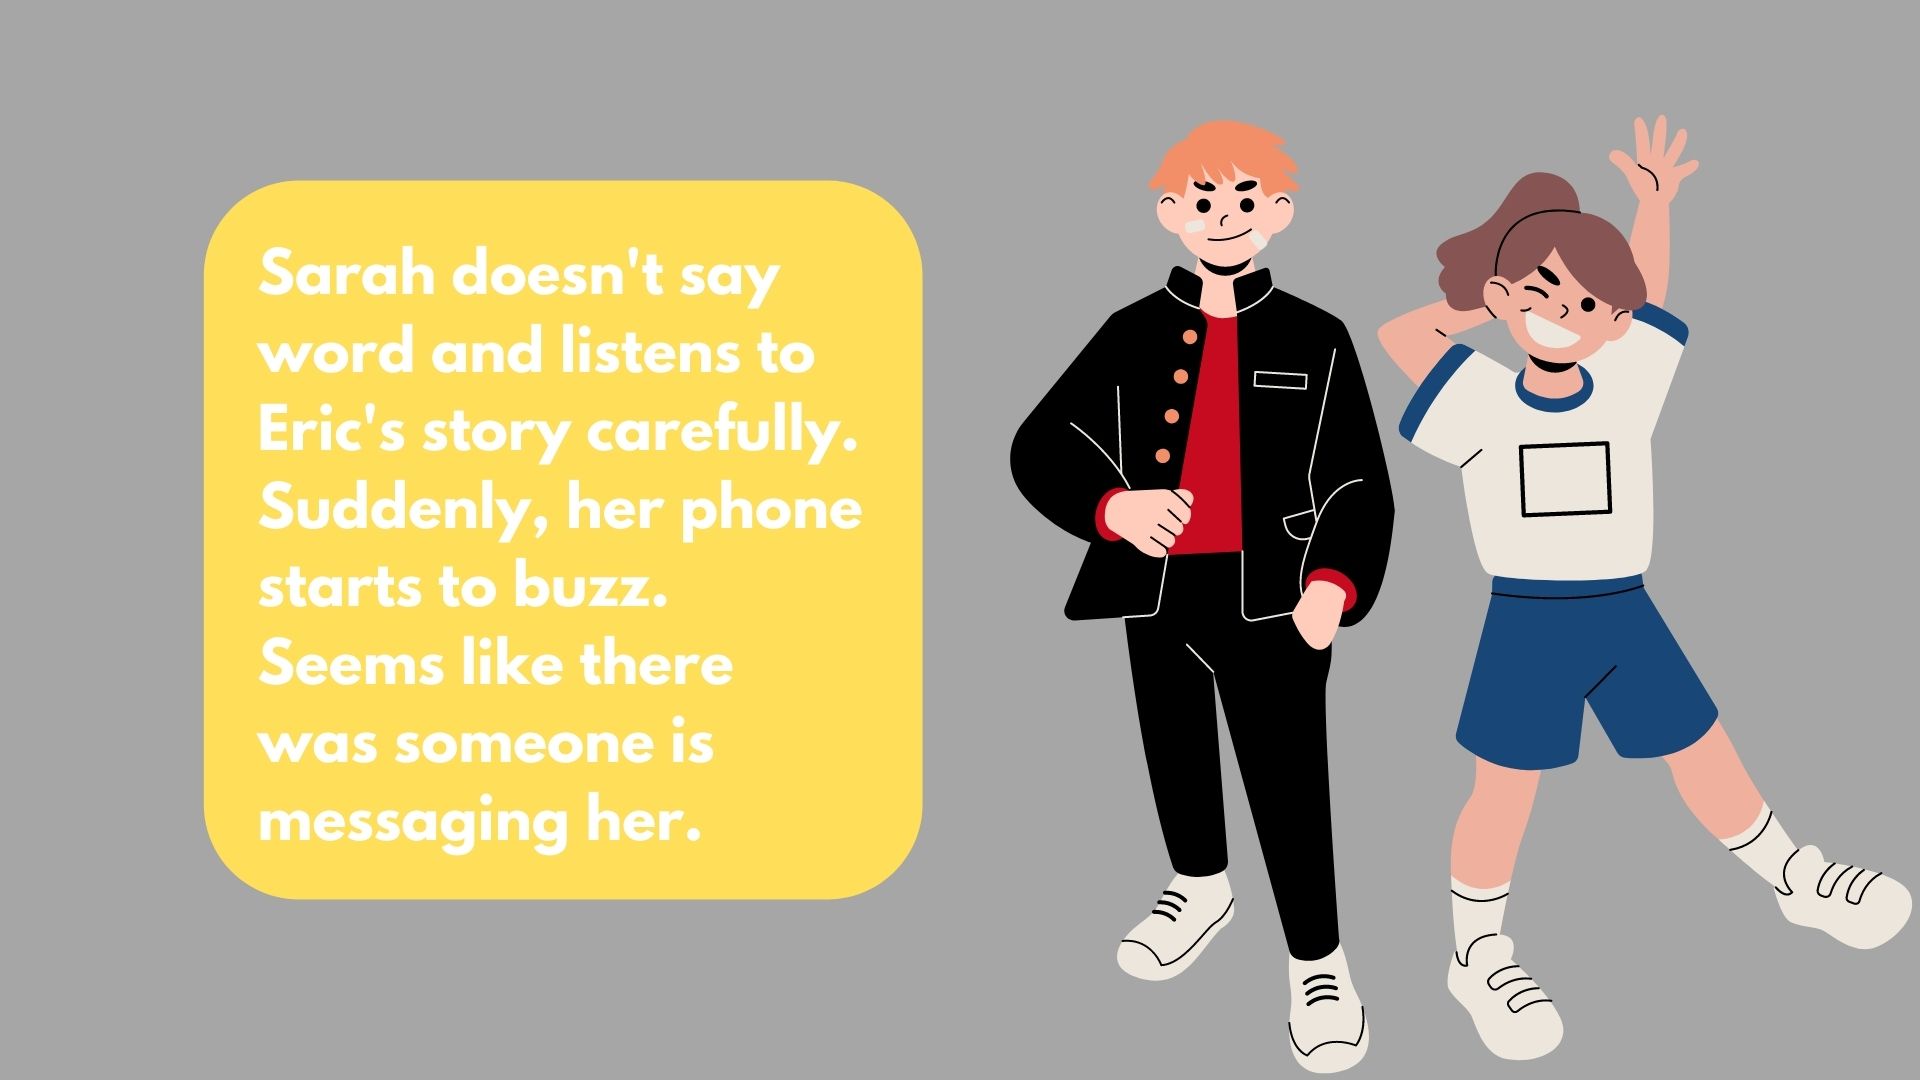 Sarah doesn't say
word and listens to
Eric's story carefully.
Suddenly, her phone
starts to buzz.
Seems like there
was someone is
messaging her.